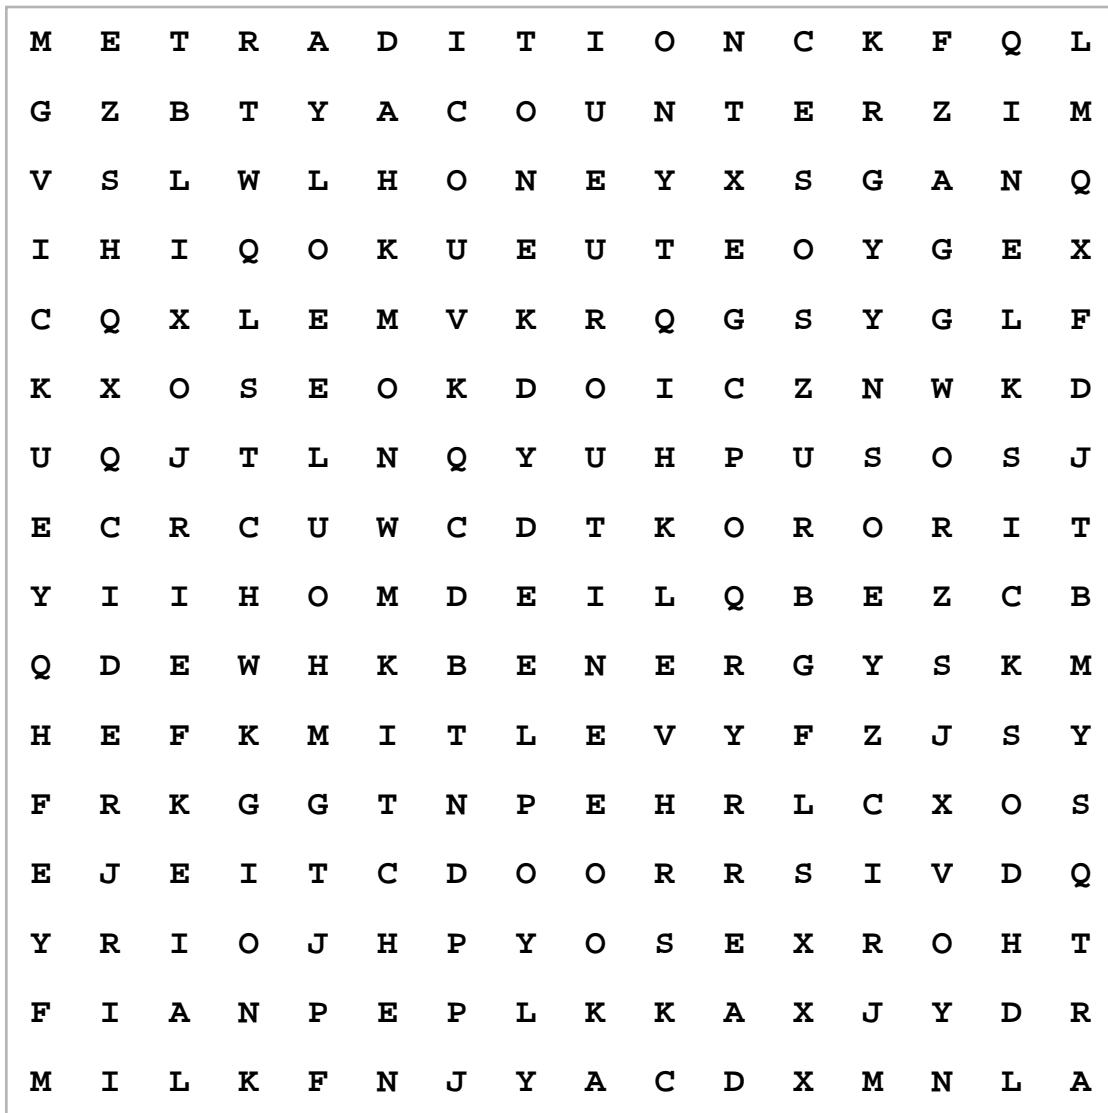 M E T R A D I T I O N C K F Q L
G Z B T Y A C O U N T E R Z I M
V S L W L H O N E Y X S G A N Q
I H I Q O K U E U T E O Y G E X
C Q X L E M V K R Q G S Y G L F
K X O S E O K D O I C Z N W K D
U Q J T L N Q Y U H P U S O S J
E C R C U W C D T K O R O R I T
Y I I H O M D E I L Q B E Z C B
Q D E W H K B E N E R G Y S K M
H E F K M I T L E V Y F Z J S Y
F R K G G T N P E H R L C X O S
E J E I T C D O O R R S I V D Q
Y R I O J H P Y O S E X R O H T
F I A N P E P L K K A X J Y D R
M I L K F N J Y A C D X M N L A